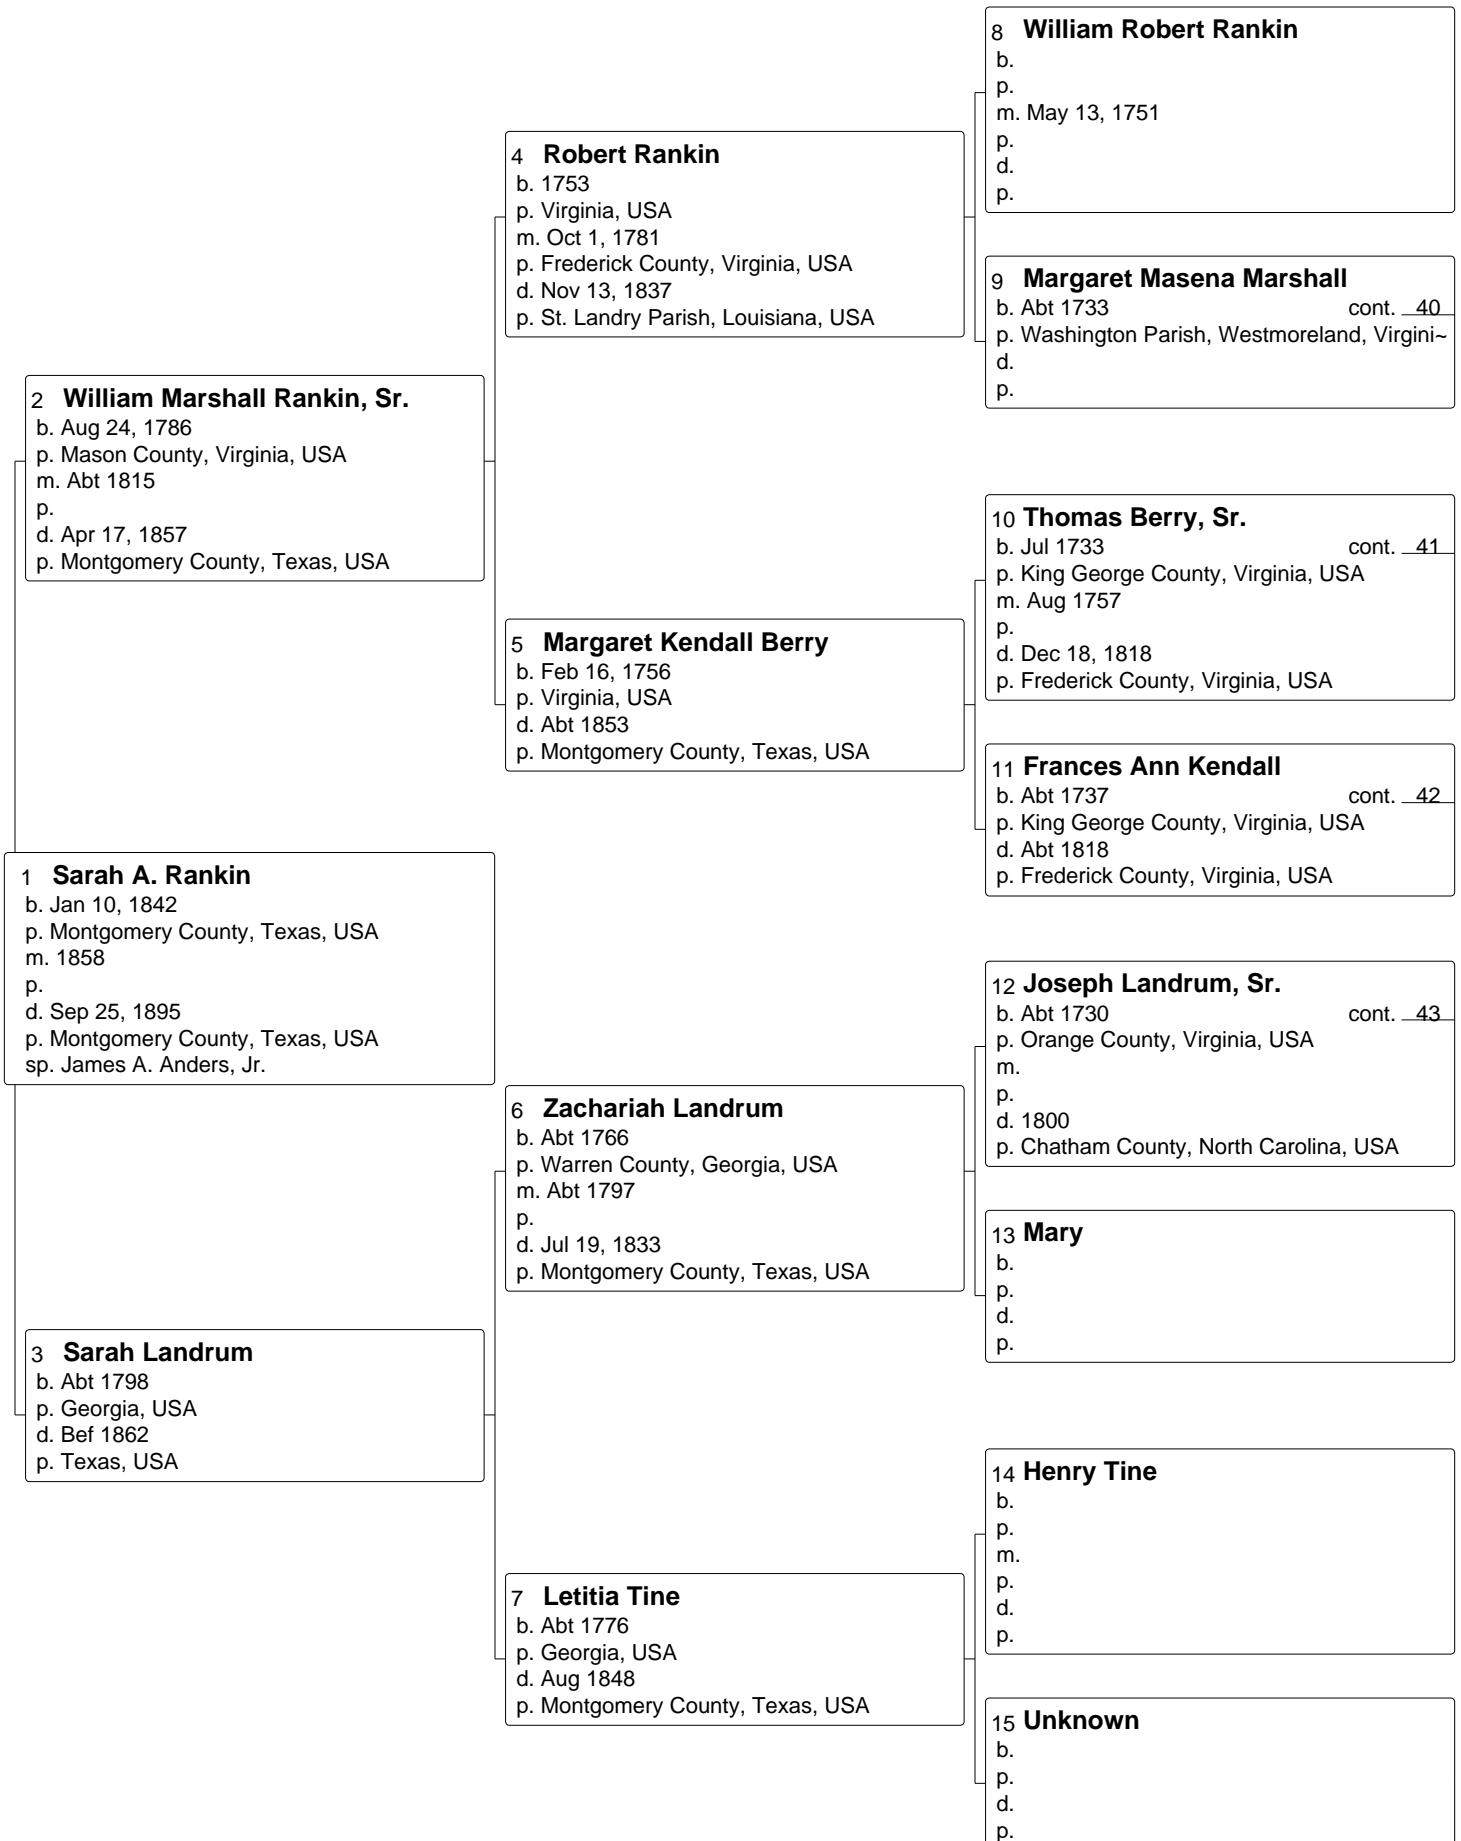 8 William Robert Rankin
b.
p.
m. May 13, 1751
p.
d.
p.
4 Robert Rankin
b. 1753
p. Virginia, USA
m. Oct 1, 1781
p. Frederick County, Virginia, USA
d. Nov 13, 1837
p. St. Landry Parish, Louisiana, USA
9 Margaret Masena Marshall
b. Abt 1733 cont. 40
p. Washington Parish, Westmoreland, Virgini~
d.
p.
2 William Marshall Rankin, Sr.
b. Aug 24, 1786
p. Mason County, Virginia, USA
m. Abt 1815
p.
d. Apr 17, 1857
p. Montgomery County, Texas, USA
10 Thomas Berry, Sr.
b. Jul 1733 cont. 41
p. King George County, Virginia, USA
m. Aug 1757
p.
d. Dec 18, 1818
p. Frederick County, Virginia, USA
5 Margaret Kendall Berry
b. Feb 16, 1756
p. Virginia, USA
d. Abt 1853
p. Montgomery County, Texas, USA
11 Frances Ann Kendall
b. Abt 1737 cont. 42
p. King George County, Virginia, USA
d. Abt 1818
p. Frederick County, Virginia, USA
1 Sarah A. Rankin
b. Jan 10, 1842
p. Montgomery County, Texas, USA
m. 1858
p.
d. Sep 25, 1895
p. Montgomery County, Texas, USA
sp. James A. Anders, Jr.
12 Joseph Landrum, Sr.
b. Abt 1730 cont. 43
p. Orange County, Virginia, USA
m.
p.
d. 1800
p. Chatham County, North Carolina, USA
6 Zachariah Landrum
b. Abt 1766
p. Warren County, Georgia, USA
m. Abt 1797
p.
d. Jul 19, 1833
p. Montgomery County, Texas, USA
13 Mary
b.
p.
d.
p.
3 Sarah Landrum
b. Abt 1798
p. Georgia, USA
d. Bef 1862
p. Texas, USA
14 Henry Tine
b.
p.
m.
p.
d.
p.
7 Letitia Tine
b. Abt 1776
p. Georgia, USA
d. Aug 1848
p. Montgomery County, Texas, USA
15 Unknown
b.
p.
d.
p.